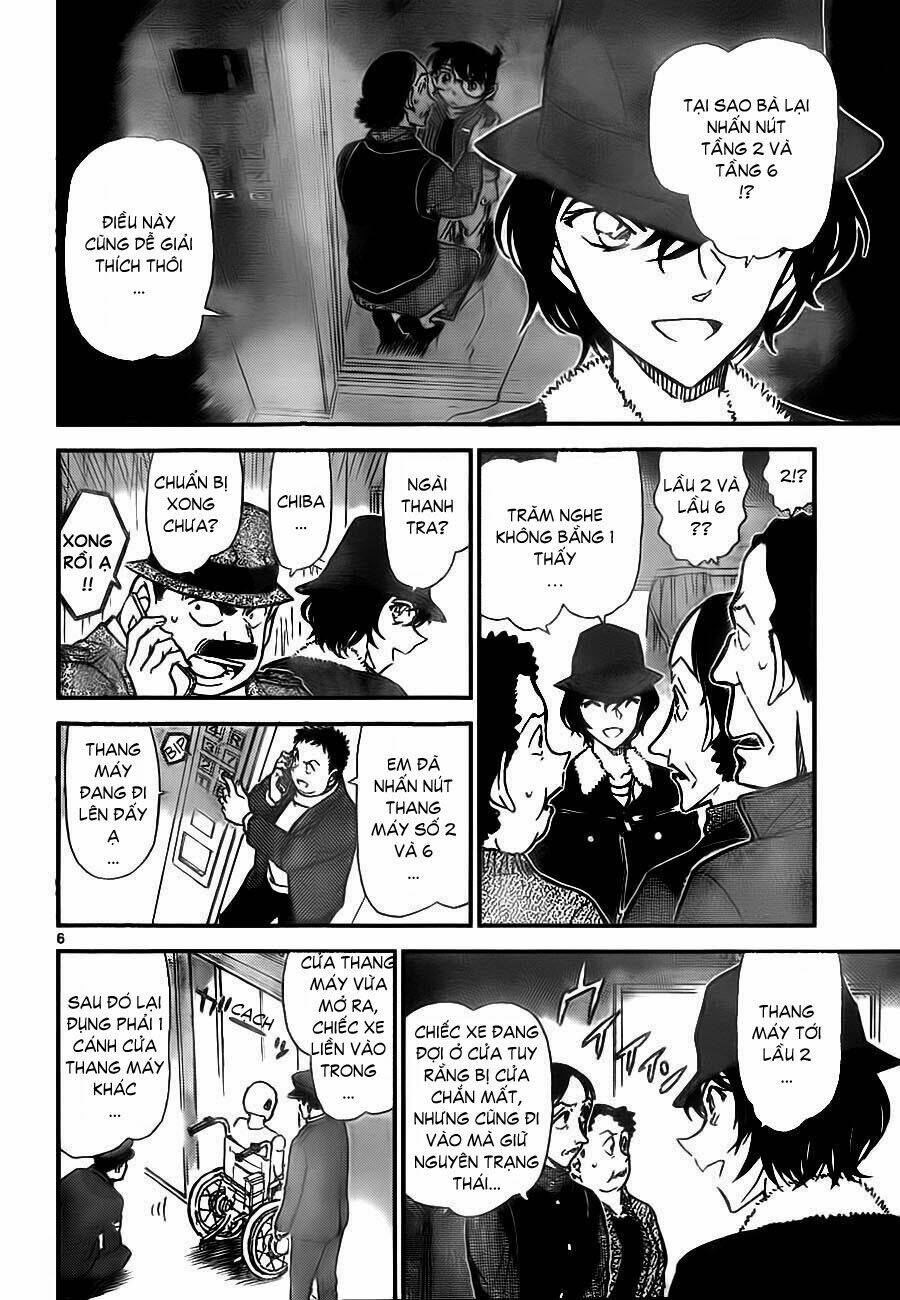 TẠI SAO BÀ LẠI
NHẤN NÚT
TẦNG 2 VÀ
TẦNG 6
!?
ĐIỀU NÀY
CŨNG DỄ GIẢI
THÍCH THÔI
...
2!?
LẦU 2 VÀ
LẦU 6
??
TRĂM NGHE
KHÔNG BẰNG 1
THẤY
...
NGÀI
THANH
TRA?
CHIBA
...
CHUẨN BỊ
XONG
CHƯA?
XONG
RỒI Ạ
!!
EM ĐÃ
NHẤN NÚT
THANG
MÁY SỐ 2
VÀ 6
...
BIP
THANG
MÁY
ĐANG ĐI
LÊN ĐẤY
Ạ
...
6
THANG
MÁY TỚI
LẦU 2
...
CHIẾC XE ĐANG
ĐỢI Ở CỬA TUY
RẰNG BỊ CỬA
CHẮN MẤT,
NHƯNG CŨNG ĐI
VÀO MÀ GIỮ
NGUYÊN TRẠNG
THÁI...
CỬA THANG
MÁY VỪA
MỞ RA,
CHIẾC XE
LIỀN VÀO
TRONG
...
CẠCH
SAU ĐÓ LẠI
ĐỤNG PHẢI 1
CÁNH CỬA
THANG MÁY
KHÁC
...